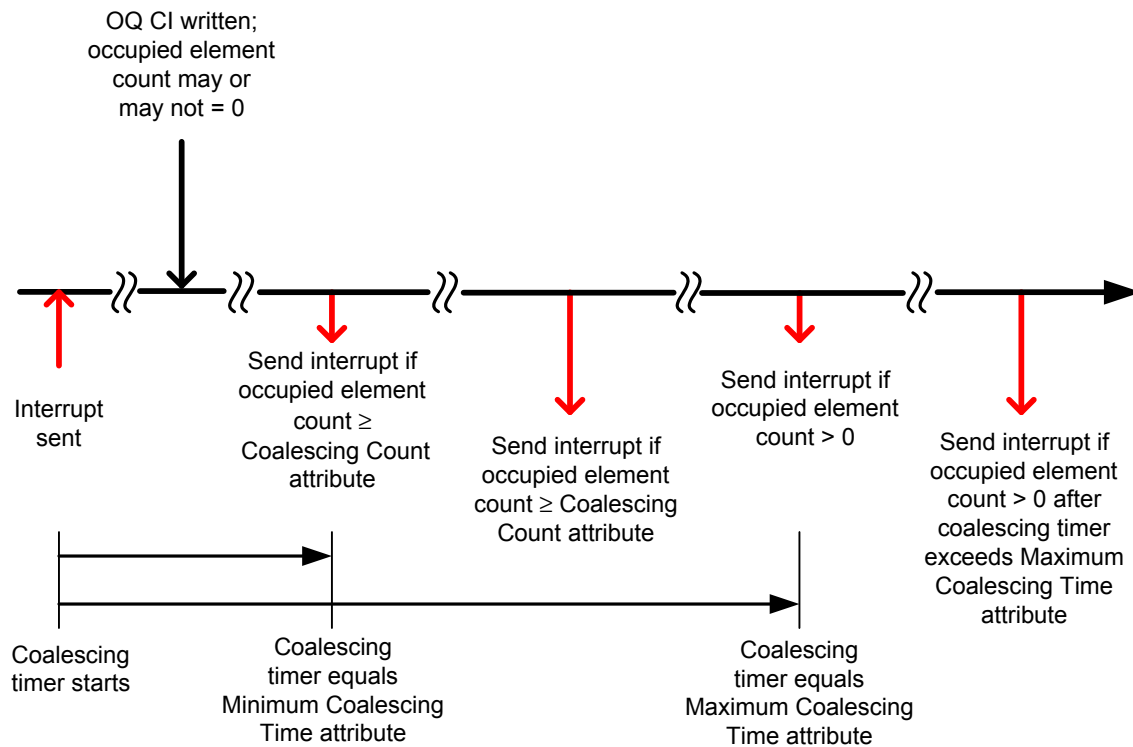 OQ CI written;
occupied element
count may or
may not = 0
Interrupt
sent
Send interrupt if
occupied element
count ≥
Coalescing Count
attribute
Send interrupt if
occupied element
count ≥ Coalescing
Count attribute
Send interrupt if
occupied element
count > 0
Send interrupt if
occupied element
count > 0 after
coalescing timer
exceeds Maximum
Coalescing Time
attribute
Coalescing
timer starts
Coalescing
timer equals
Minimum Coalescing
Time attribute
Coalescing
timer equals
Maximum Coalescing
Time attribute